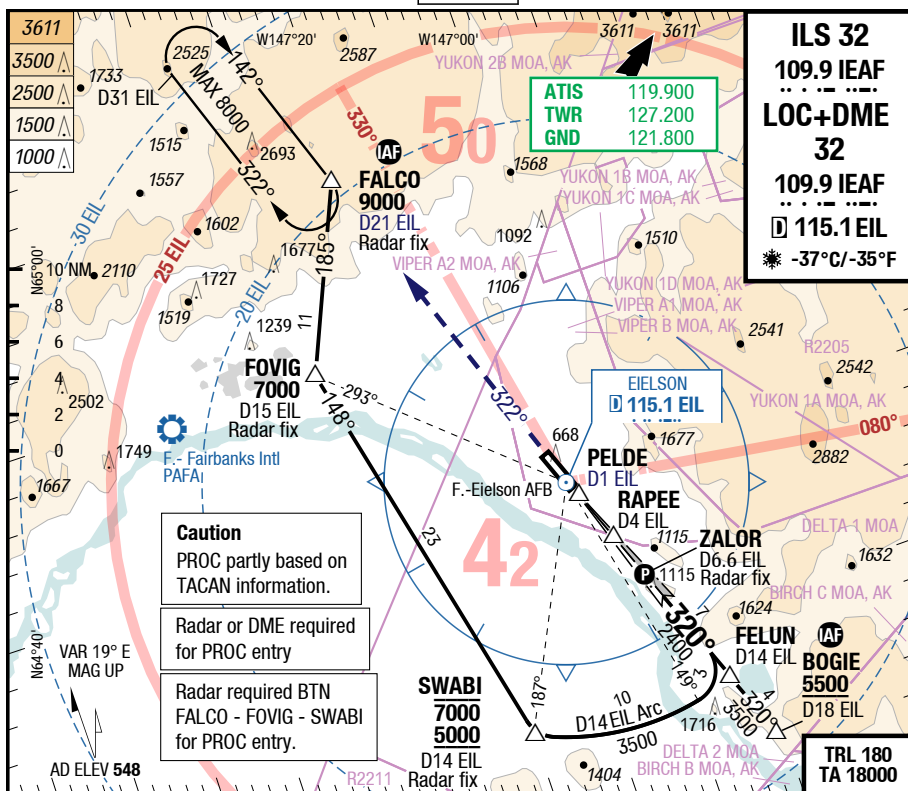 3611
3500
2500
1500
1000
1733
D31 EIL
2525
142°
MAX 8000
322°
W147°20'
2587
W147°00'
YUKON 2B MOA, AK
3611
3611
ILS 32
109.9 IEAF
LOC+DME
32
109.9 IEAF
D 115.1 EIL
-37°C/-35°F
ATIS 119.900
TWR 127.200
GND 121.800
330°
50
IAF
FALCO
9000
D21 EIL
Radar fix
1515
2693
1557
1568
YUKON 1B MOA, AK
YUKON 1C MOA, AK
1602
30 EIL
25 EIL
20 EIL
1677
185°
1092
1510
VIPER A2 MOA, AK
N65°00'
10 NM
8
6
4
2
0
2110
1727
1519
1106
YUKON 1D MOA, AK
VIPER A1 MOA, AK
VIPER B MOA, AK
2541
R2205
1239
11
FOVIG
7000
D15 EIL
Radar fix
293°
148°
322°
2542
EIELSON
D 115.1 EIL
YUKON 1A MOA, AK
2502
1677
080°
2882
F.- Fairbanks Intl
PAFA
1749
1667
668
PELDE
D1 EIL
F.-Eielson AFB
RAPEE
D4 EIL
DELTA 1 MOA
23
42
1115
ZALOR
D6.6 EIL
Radar fix
P
1115
1632
BIRCH C MOA, AK
Caution
PROC partly based on
TACAN information.
Radar or DME required
for PROC entry
Radar required BTN
FALCO - FOVIG - SWABI
for PROC entry.
N64°40'
VAR 19° E
MAG UP
AD ELEV 548
7
320°
2400
149°
3
1624
FELUN
D14 EIL
IAF
BOGIE
5500
D18 EIL
4
320°
3500
SWABI
7000
5000
D14 EIL
Radar fix
187°
10
D14 EIL Arc
3500
1716
1404
R2211
DELTA 2 MOA
BIRCH B MOA, AK
TRL 180
TA 18000